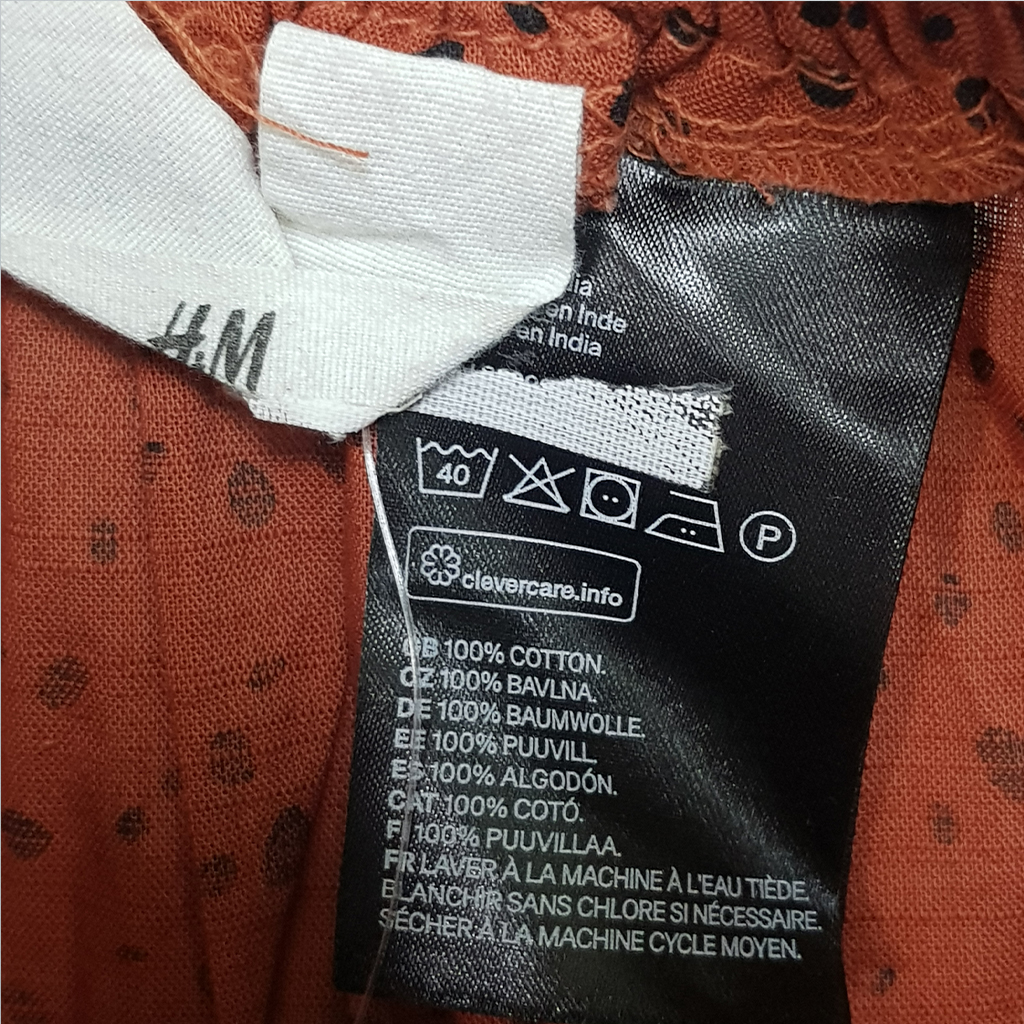 H&M
en Inde
en India
40
P
clevercare.info
GB 100% COTTON.
CZ 100% BAVLNA.
DE 100% BAUMWOLLE.
EE 100% PUUVILL
ES 100% ALGODÓN.
CAT 100% COTÓ.
FI 100% PUUVILLAA.
FR LAVER À LA MACHINE À L'EAU TIÈDE.
BLANCHIR SANS CHLORE SI NÉCESSAIRE.
SÉCHER À LA MACHINE CYCLE MOYEN.